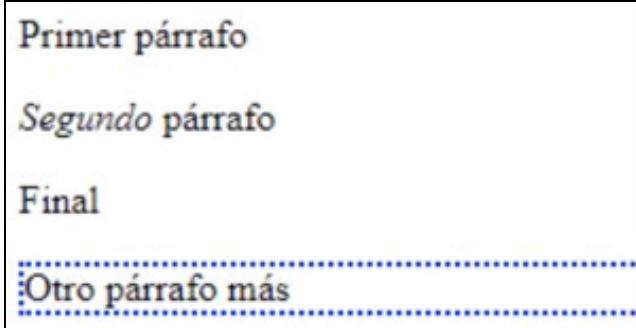 Primer párrafo
Segundo párrafo
Final
Otro párrafo más